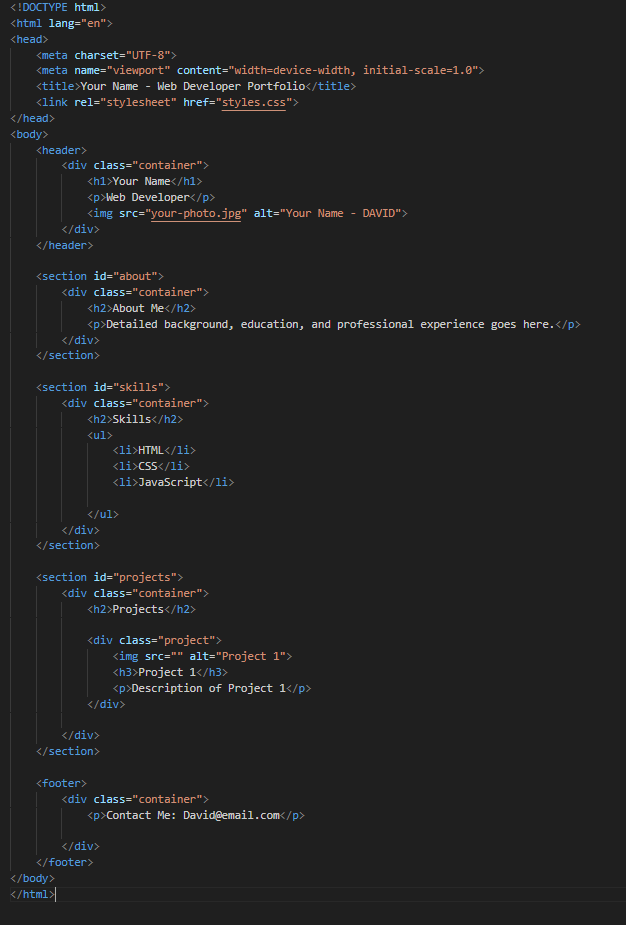 <!DOCTYPE html>
<html lang="en">
<head>
    <meta charset="UTF-8">
    <meta name="viewport" content="width=device-width, initial-scale=1.0">
    <title>Your Name - Web Developer Portfolio</title>
    <link rel="stylesheet" href="styles.css">
</head>
<body>
    <header>
        <div class="container">
            <h1>Your Name</h1>
            <p>Web Developer</p>
            <img src="your-photo.jpg" alt="Your Name - DAVID">
        </div>
    </header>

    <section id="about">
        <div class="container">
            <h2>About Me</h2>
            <p>Detailed background, education, and professional experience goes here.</p>
        </div>
    </section>

    <section id="skills">
        <div class="container">
            <h2>Skills</h2>
            <ul>
                <li>HTML</li>
                <li>CSS</li>
                <li>JavaScript</li>

            </ul>
        </div>
    </section>

    <section id="projects">
        <div class="container">
            <h2>Projects</h2>

            <div class="project">
                <img src="" alt="Project 1">
                <h3>Project 1</h3>
                <p>Description of Project 1</p>
            </div>

        </div>
    </section>

    <footer>
        <div class="container">
            <p>Contact Me: David@email.com</p>

        </div>
    </footer>
</body>
</html>